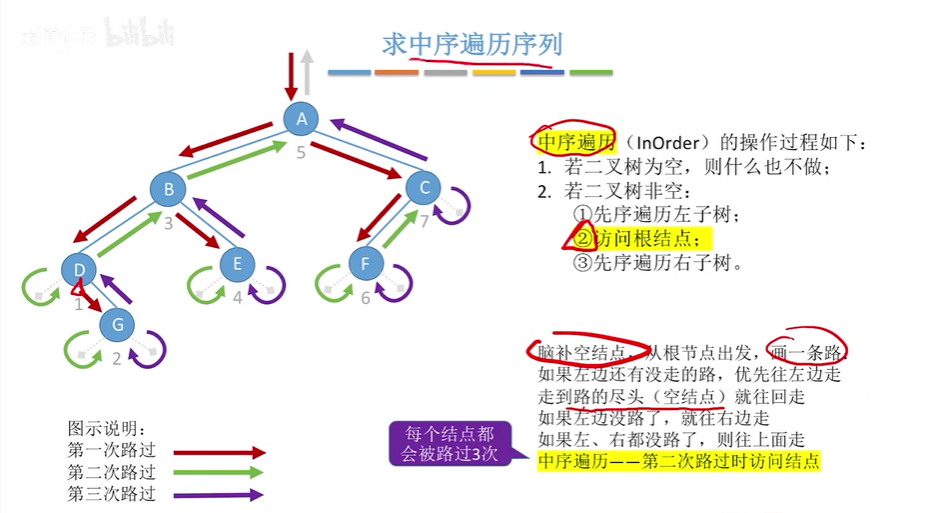 bilibili
求中序遍历序列
A
5
B
3
C
7
D
1
E
4
F
6
G
2
中序遍历（InOrder）的操作过程如下：
1. 若二叉树为空，则什么也不做；
2. 若二叉树非空：
①先序遍历左子树；
②访问根结点；
③先序遍历右子树。
脑补空结点，从根节点出发，画一条路：
如果左边还有没走的路，优先往左边走
走到路的尽头（空结点）就往回走
如果左边没路了，就往右边走
如果左、右都没路了，则往上面走
中序遍历——第二次路过时访问结点
每个结点都
会被路过3次
图示说明：
第一次路过
第二次路过
第三次路过